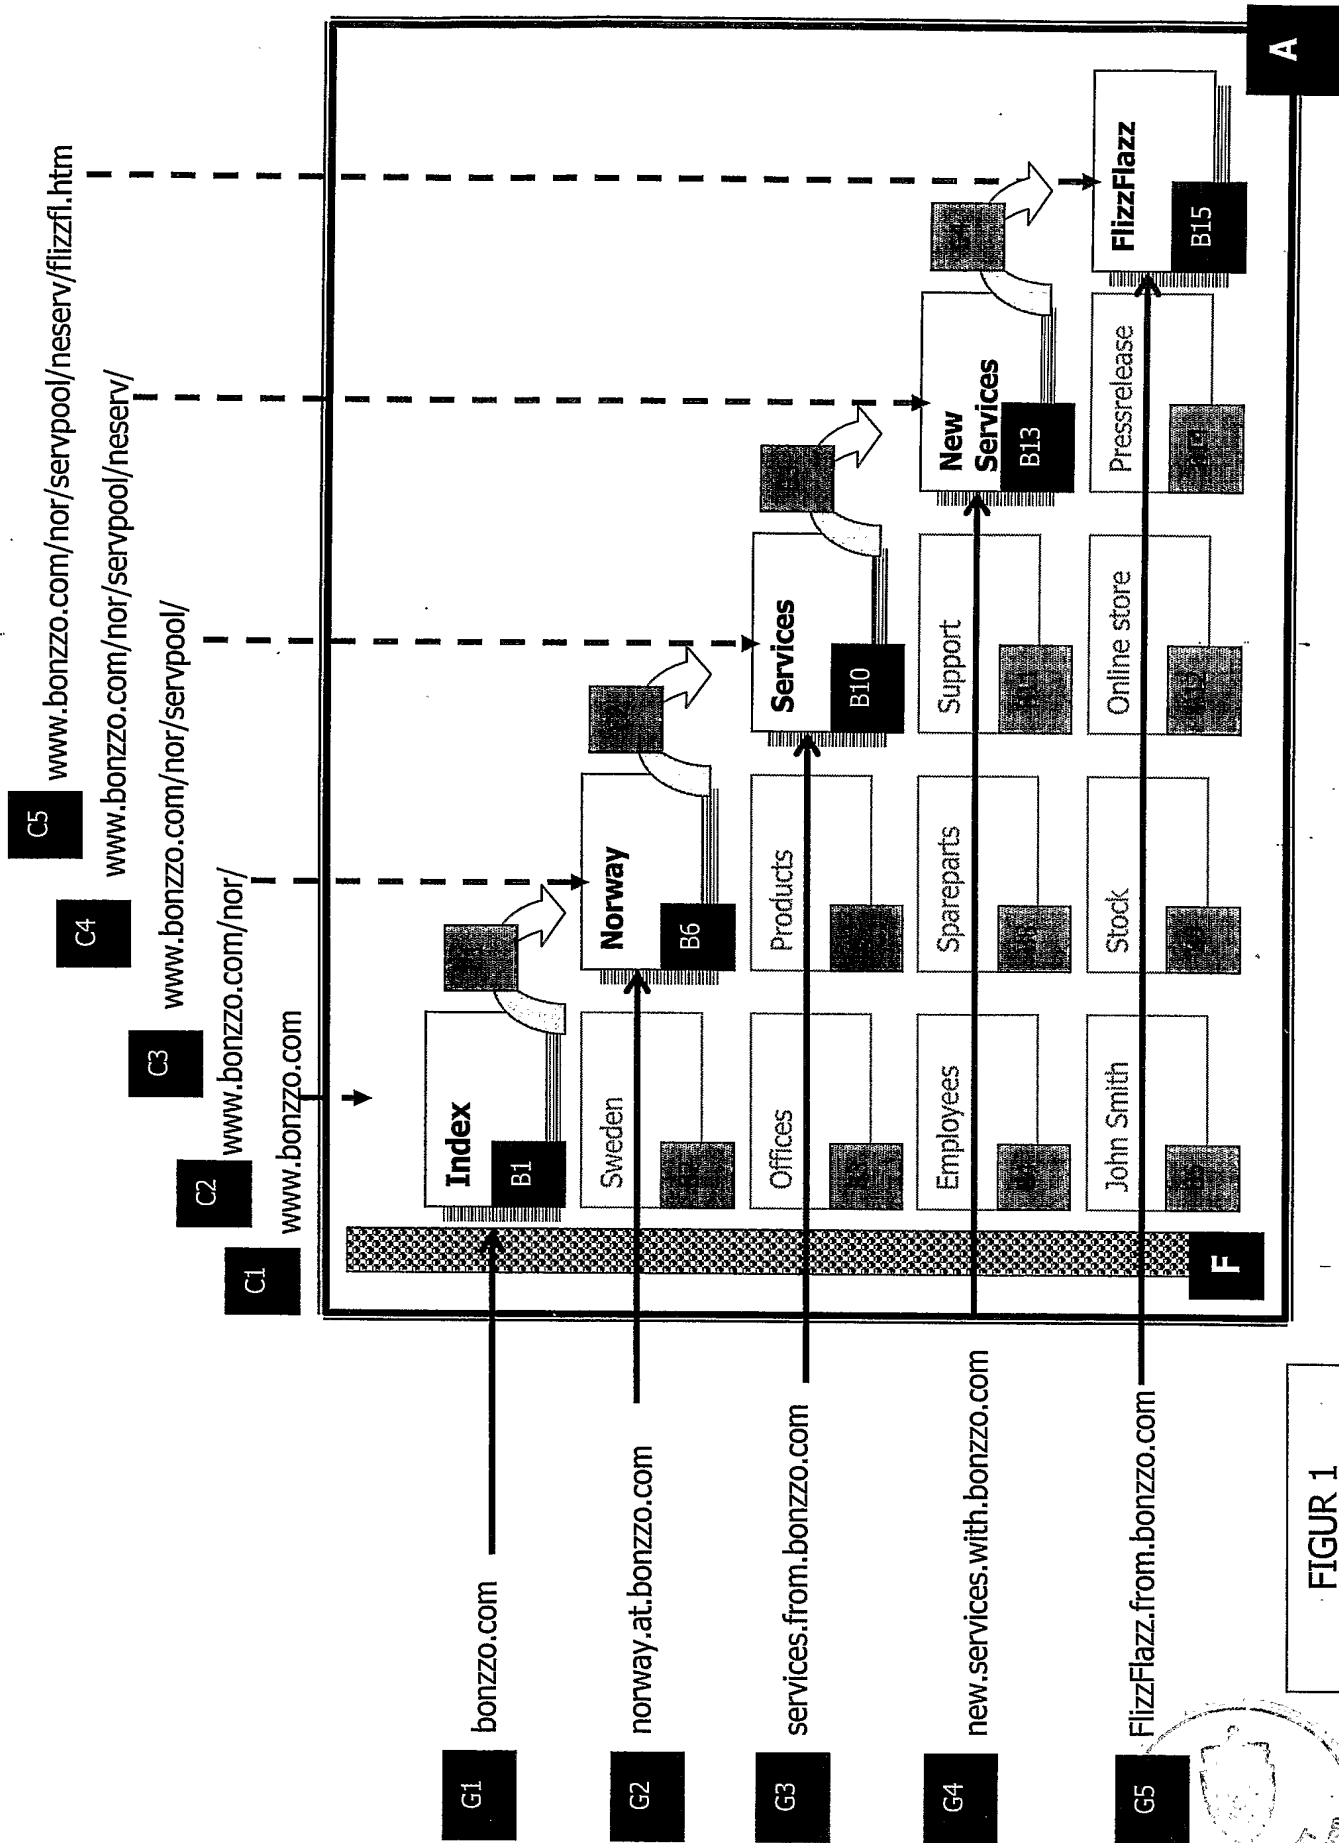 C5
www.bonzzo.com/nor/servpool/neserv/flizzfl.htm
C4
www.bonzzo.com/nor/servpool/neserv/
C3
www.bonzzo.com/nor/servpool/
C2
www.bonzzo.com/nor/
C1
www.bonzzo.com
A
G1
bonzzo.com
Index
B1
G2
norway.at.bonzzo.com
Sweden
Norway
B6
G3
services.from.bonzzo.com
Offices
Products
Services
B10
G4
new.services.with.bonzzo.com
Employees
Spareparts
Support
New
Services
B13
G5
FlizzFlazz.from.bonzzo.com
John Smith
Stock
Online store
Pressrelease
FlizzFlazz
B15
F
FIGUR 1